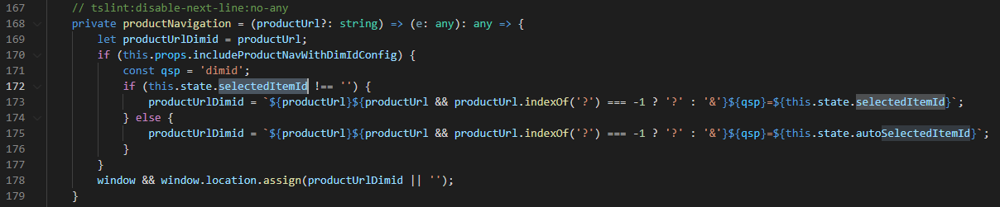 167 // tslint:disable-next-line:no-any
168 private productNavigation = (productUrl?: string) => (e: any): any => {
169 let productUrlDimid = productUrl;
170 if (this.props.includeProductNavWithDimIdConfig) {
171 const qsp = 'dimid';
172 if (this.state.selectedItemId !== '') {
173 productUrlDimid = `${productUrl}${productUrl && productUrl.indexOf('?') === -1 ? '?' : '&'}${qsp}=${this.state.selectedItemId}`;
174 } else {
175 productUrlDimid = `${productUrl}${productUrl && productUrl.indexOf('?') === -1 ? '?' : '&'}${qsp}=${this.state.autoSelectedItemId}`;
176 }
177 }
178 window && window.location.assign(productUrlDimid || '');
179 }